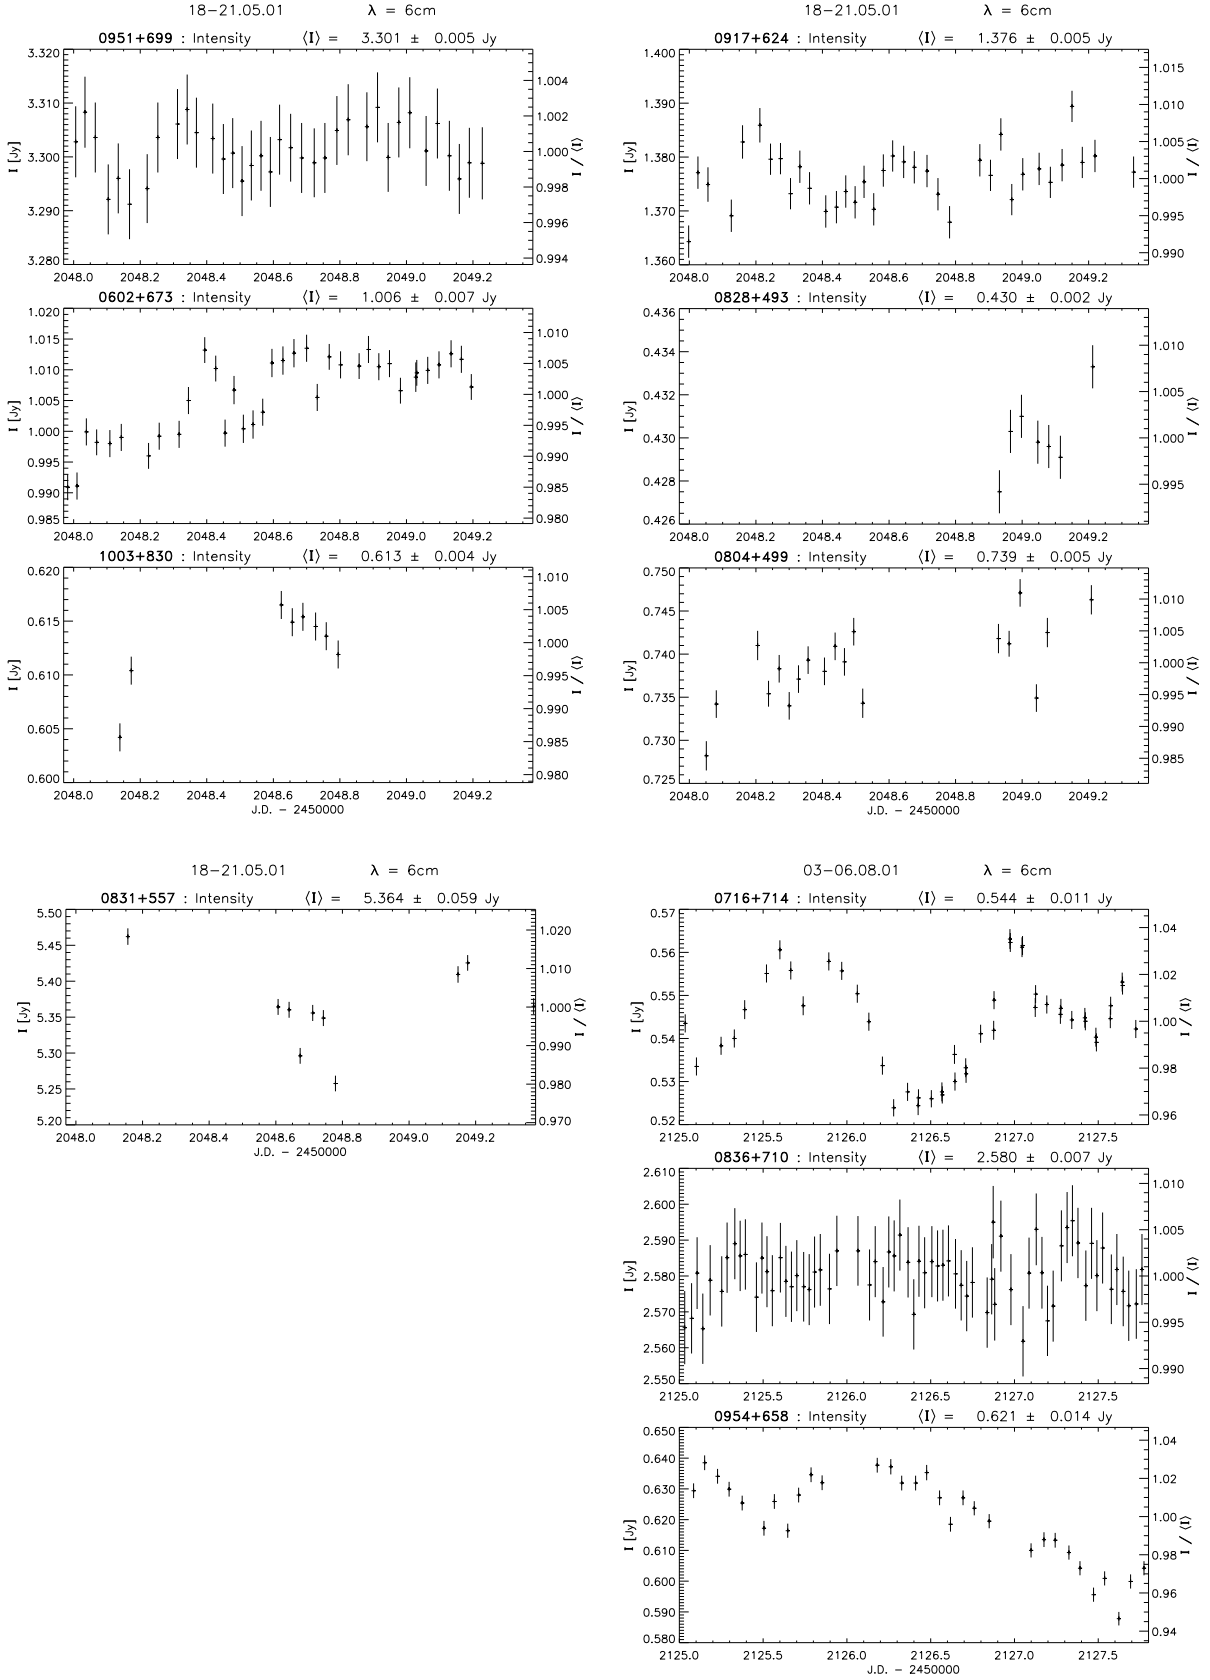 18−21.05.01 λ = 6cm
0951+699 : Intensity ⟨I⟩ = 3.301 ± 0.005 Jy
3.320
3.310
3.300
3.290
3.280
I [Jy]
1.004
1.002
1.000
0.998
0.996
0.994
I / ⟨I⟩
2048.0 2048.2 2048.4 2048.6 2048.8 2049.0 2049.2
0602+673 : Intensity ⟨I⟩ = 1.006 ± 0.007 Jy
1.020
1.015
1.010
1.005
1.000
0.995
0.990
0.985
I [Jy]
1.010
1.005
1.000
0.995
0.990
0.985
0.980
I / ⟨I⟩
2048.0 2048.2 2048.4 2048.6 2048.8 2049.0 2049.2
1003+830 : Intensity ⟨I⟩ = 0.613 ± 0.004 Jy
0.620
0.615
0.610
0.605
0.600
I [Jy]
1.010
1.005
1.000
0.995
0.990
0.985
0.980
I / ⟨I⟩
2048.0 2048.2 2048.4 2048.6 2048.8 2049.0 2049.2
J.D. − 2450000
18−21.05.01 λ = 6cm
0917+624 : Intensity ⟨I⟩ = 1.376 ± 0.005 Jy
1.400
1.390
1.380
1.370
1.360
I [Jy]
1.015
1.010
1.005
1.000
0.995
0.990
I / ⟨I⟩
2048.0 2048.2 2048.4 2048.6 2048.8 2049.0 2049.2
0828+493 : Intensity ⟨I⟩ = 0.430 ± 0.002 Jy
0.436
0.434
0.432
0.430
0.428
0.426
I [Jy]
1.010
1.005
1.000
0.995
I / ⟨I⟩
2048.0 2048.2 2048.4 2048.6 2048.8 2049.0 2049.2
0804+499 : Intensity ⟨I⟩ = 0.739 ± 0.005 Jy
0.750
0.745
0.740
0.735
0.730
0.725
I [Jy]
1.010
1.005
1.000
0.995
0.990
0.985
I / ⟨I⟩
2048.0 2048.2 2048.4 2048.6 2048.8 2049.0 2049.2
J.D. − 2450000
18−21.05.01 λ = 6cm
0831+557 : Intensity ⟨I⟩ = 5.364 ± 0.059 Jy
5.50
5.45
5.40
5.35
5.30
5.25
5.20
I [Jy]
1.020
1.010
1.000
0.990
0.980
0.970
I / ⟨I⟩
2048.0 2048.2 2048.4 2048.6 2048.8 2049.0 2049.2
J.D. − 2450000
03−06.08.01 λ = 6cm
0716+714 : Intensity ⟨I⟩ = 0.544 ± 0.011 Jy
0.57
0.56
0.55
0.54
0.53
0.52
I [Jy]
1.04
1.02
1.00
0.98
0.96
I / ⟨I⟩
2125.0 2125.5 2126.0 2126.5 2127.0 2127.5
0836+710 : Intensity ⟨I⟩ = 2.580 ± 0.007 Jy
2.610
2.600
2.590
2.580
2.570
2.560
2.550
I [Jy]
1.010
1.005
1.000
0.995
0.990
I / ⟨I⟩
2125.0 2125.5 2126.0 2126.5 2127.0 2127.5
0954+658 : Intensity ⟨I⟩ = 0.621 ± 0.014 Jy
0.650
0.640
0.630
0.620
0.610
0.600
0.590
0.580
I [Jy]
1.04
1.02
1.00
0.98
0.96
0.94
I / ⟨I⟩
2125.0 2125.5 2126.0 2126.5 2127.0 2127.5
J.D. − 2450000